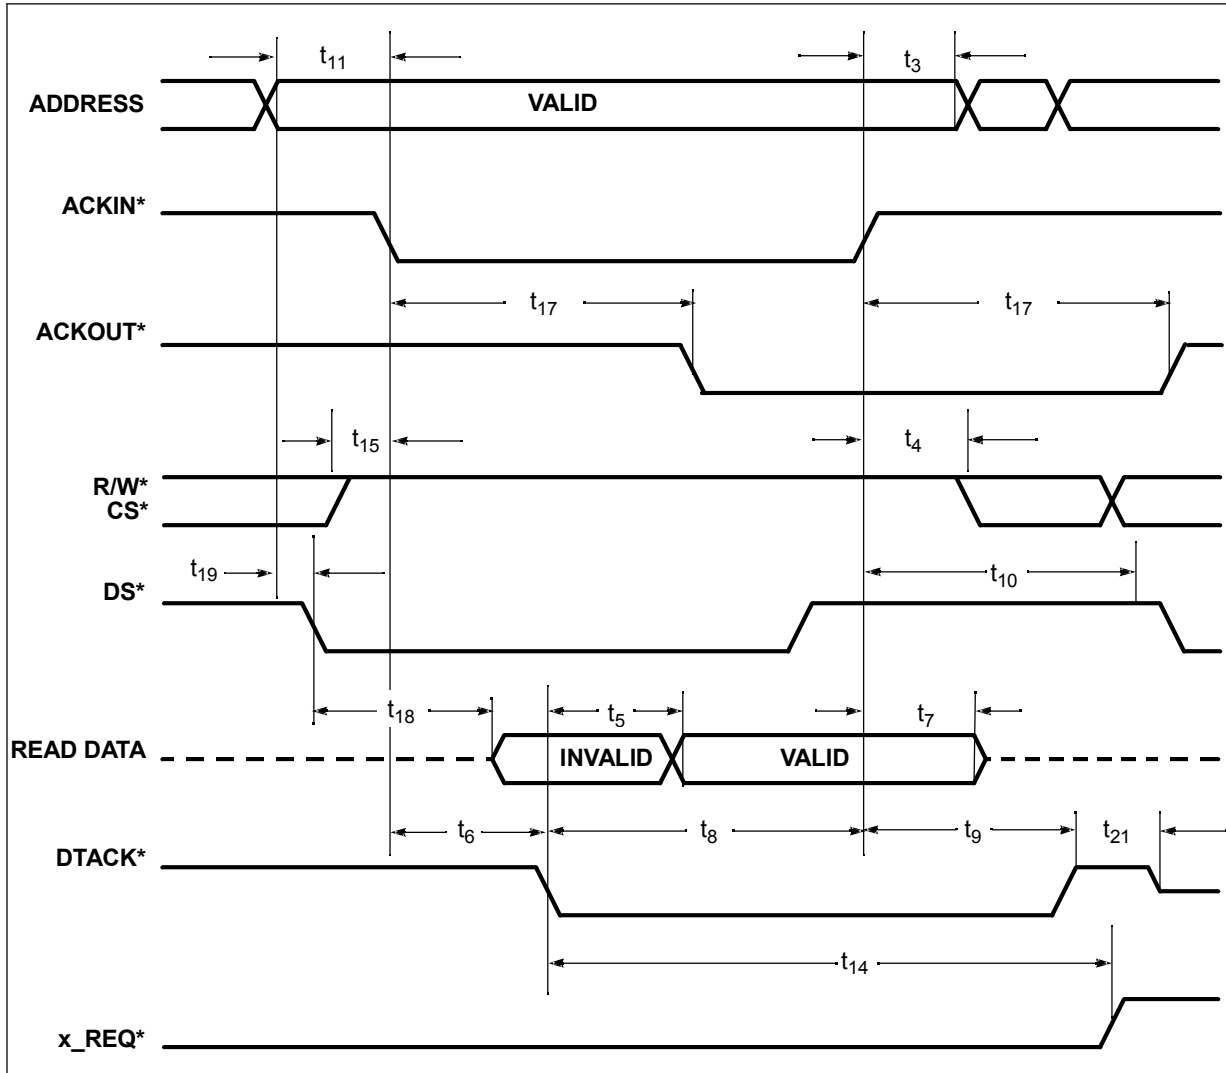 t11
t3
ADDRESS
VALID
ACKIN*
t17
t17
ACKOUT*
t15
t4
R/W*
CS*
t19
t10
DS*
t18
t5
t7
READ DATA
INVALID
VALID
t6
t8
t9
t21
DTACK*
t14
x_REQ*